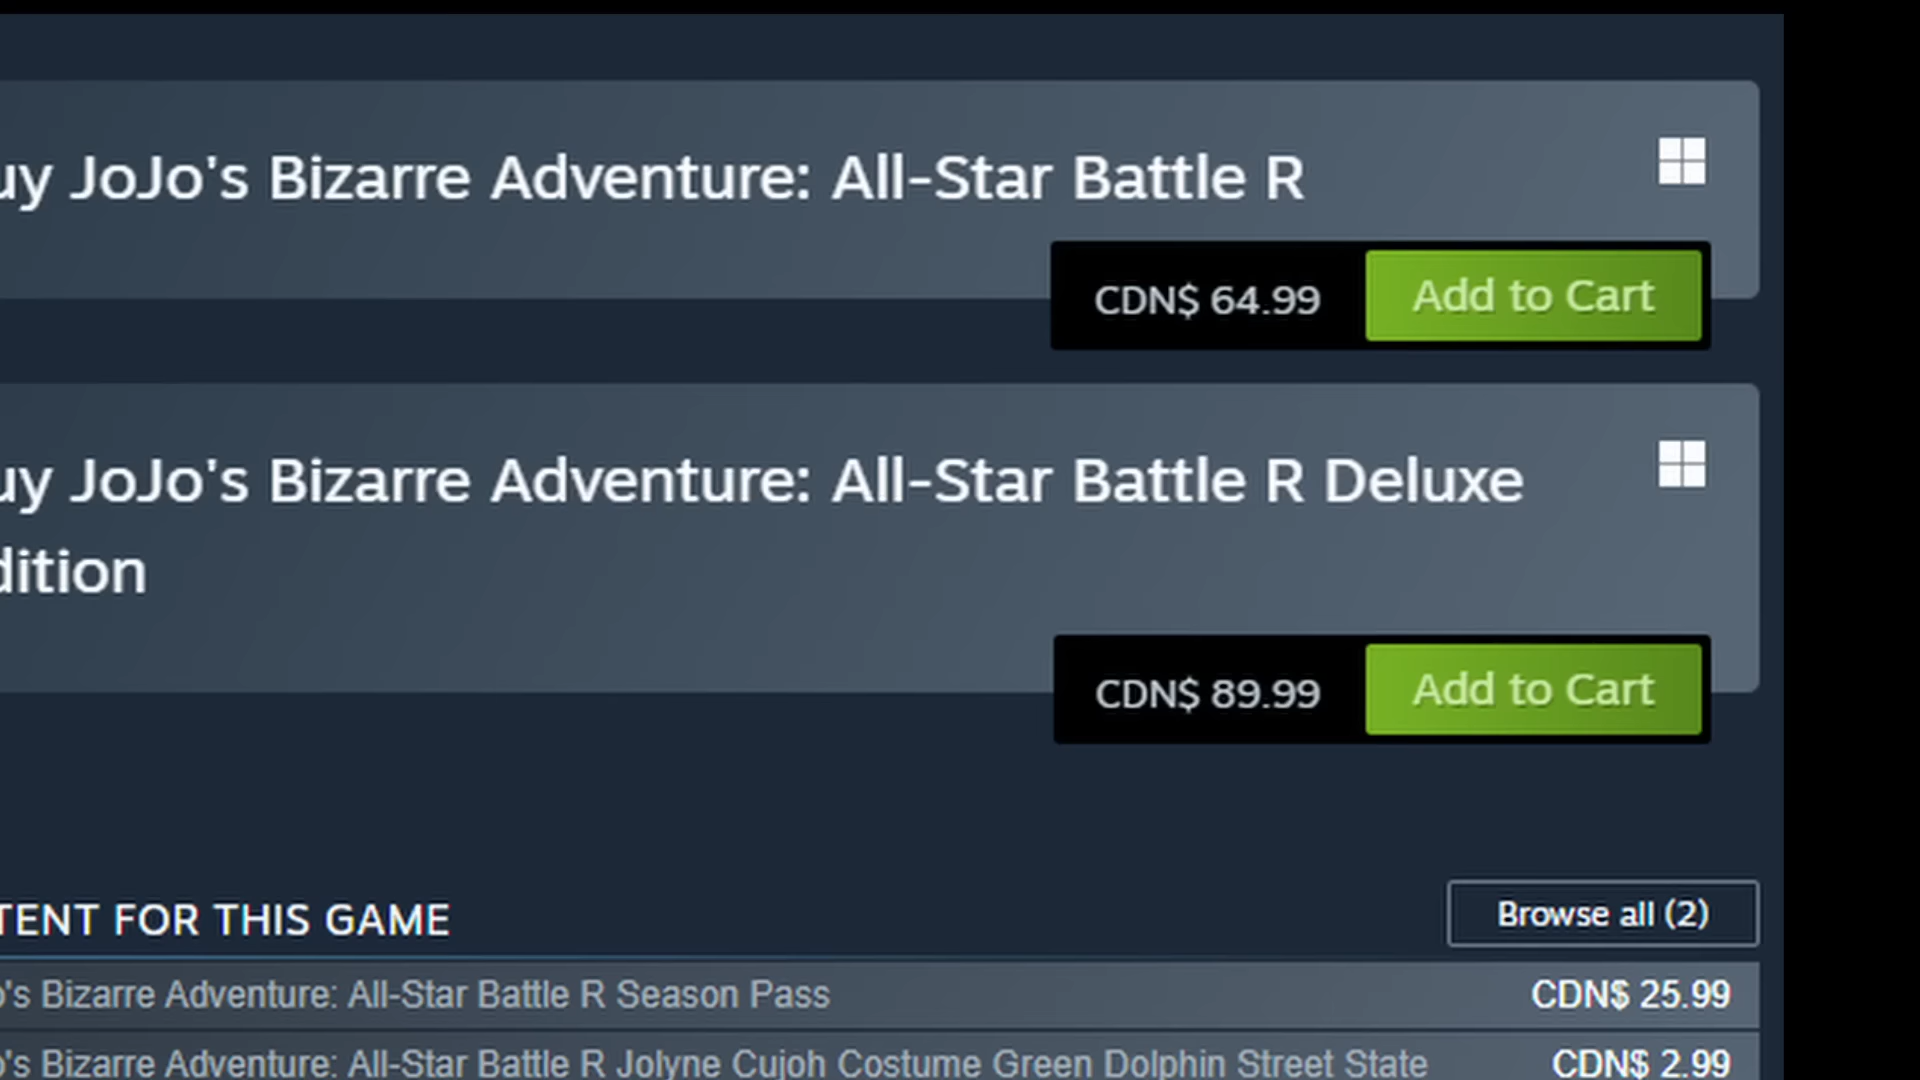 uy JoJo's Bizarre Adventure: All-Star Battle R
CDN$ 64.99
Add to Cart
uy JoJo's Bizarre Adventure: All-Star Battle R Deluxe
dition
CDN$ 89.99
Add to Cart
TENT FOR THIS GAME
Browse all (2)
o's Bizarre Adventure: All-Star Battle R Season Pass
CDN$ 25.99
o's Bizarre Adventure: All-Star Battle R Jolyne Cujoh Costume Green Dolphin Street State
CDN$ 2.99